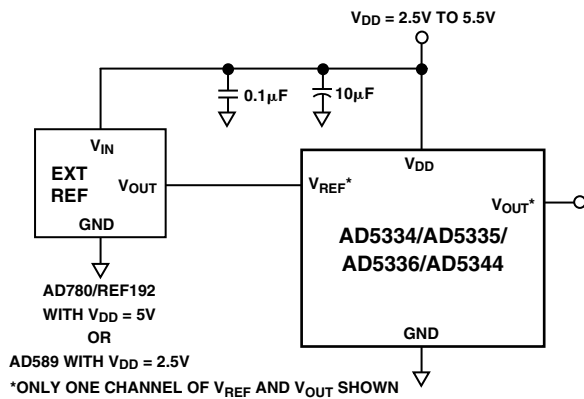 VDD = 2.5V TO 5.5V
0.1μF
10μF
VIN
EXT
REF
VOUT
GND
VREF*
VDD
VOUT*
AD5334/AD5335/
AD5336/AD5344
GND
AD780/REF192
WITH VDD = 5V
OR
AD589 WITH VDD = 2.5V
*ONLY ONE CHANNEL OF VREF AND VOUT SHOWN